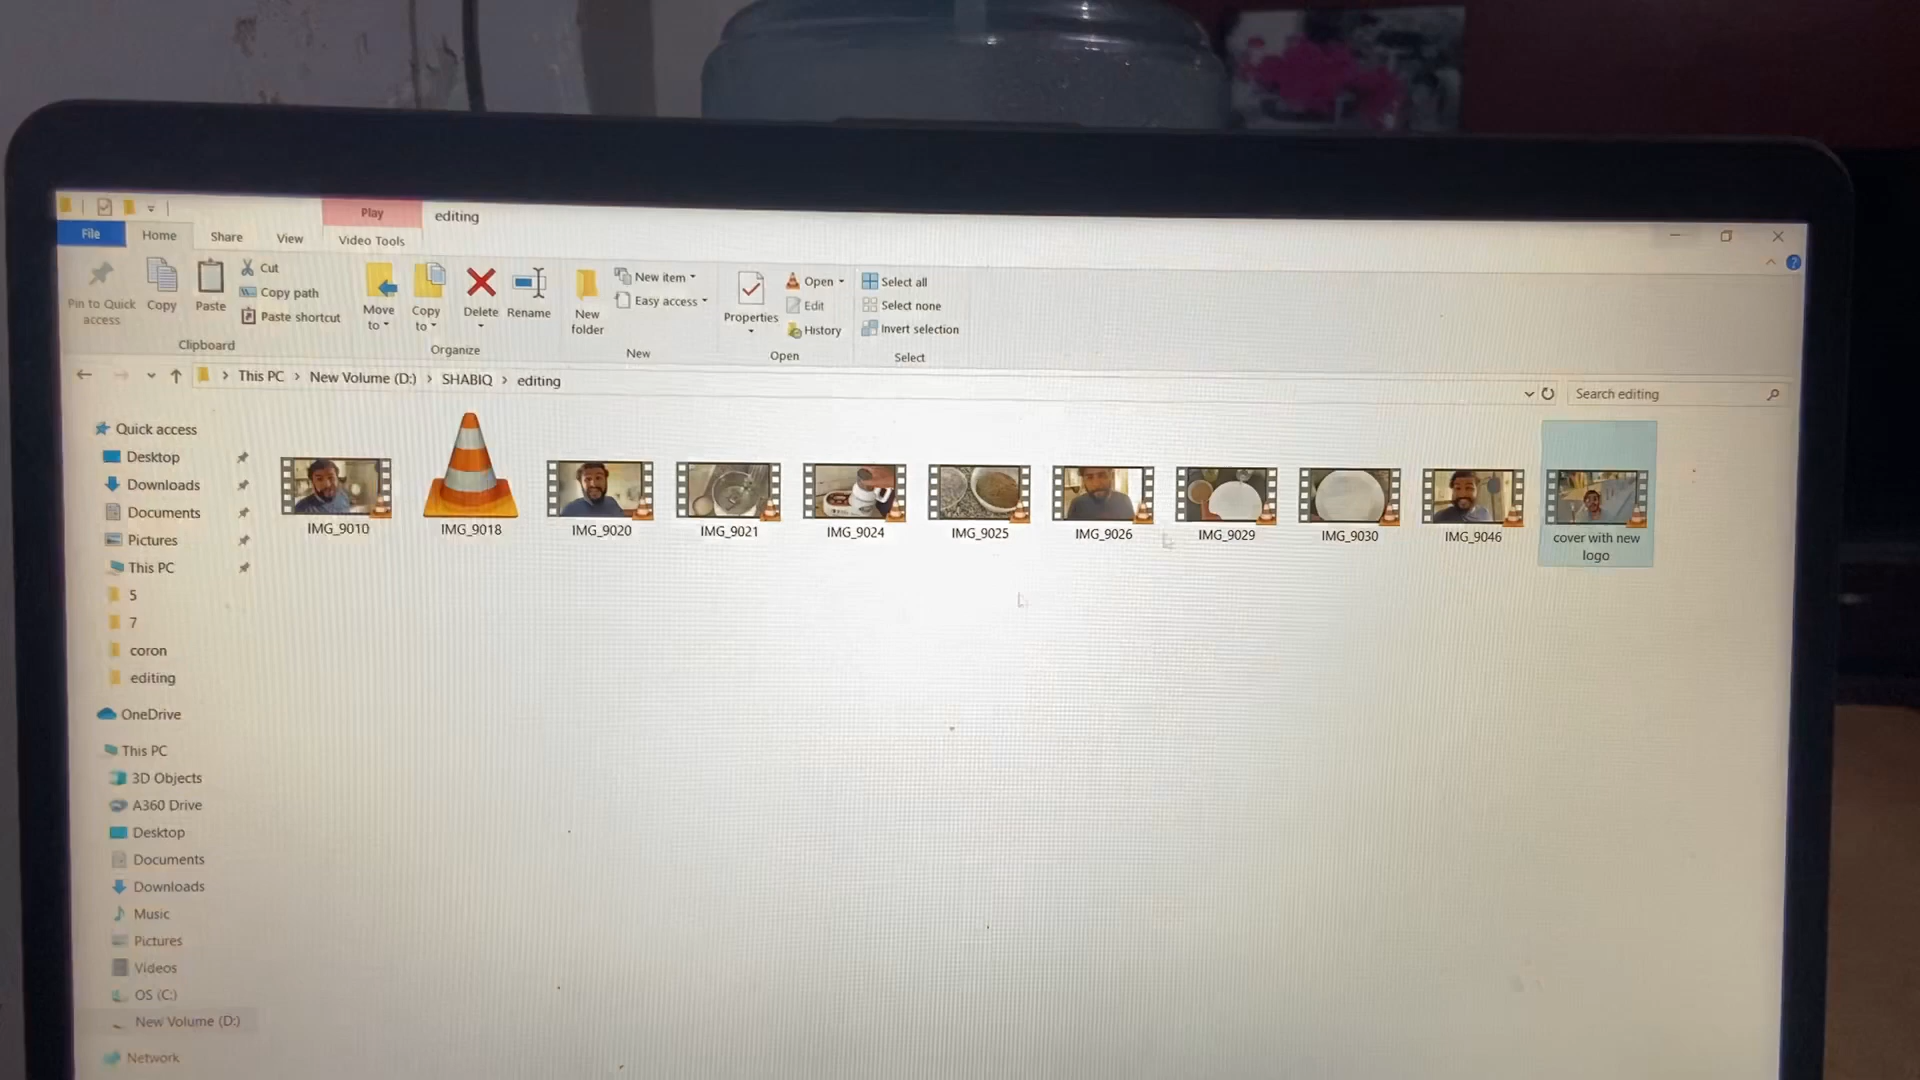 Play
editing
File
Home
Share
View
Video Tools
Pin to Quick
access
Copy
Paste
Cut
Copy path
Paste shortcut
Clipboard
Move
to
Copy
to
Delete
Rename
Organize
New
folder
New item
Easy access
New
Properties
Open
Edit
History
Open
Select all
Select none
Invert selection
Select
This PC > New Volume (D:) > SHABIQ > editing
Search editing
Quick access
Desktop
Downloads
Documents
Pictures
This PC
5
7
coron
editing
OneDrive
This PC
3D Objects
A360 Drive
Desktop
Documents
Downloads
Music
Pictures
Videos
OS (C:)
New Volume (D:)
Network
IMG_9010
IMG_9018
IMG_9020
IMG_9021
IMG_9024
IMG_9025
IMG_9026
IMG_9029
IMG_9030
IMG_9046
cover with new
logo